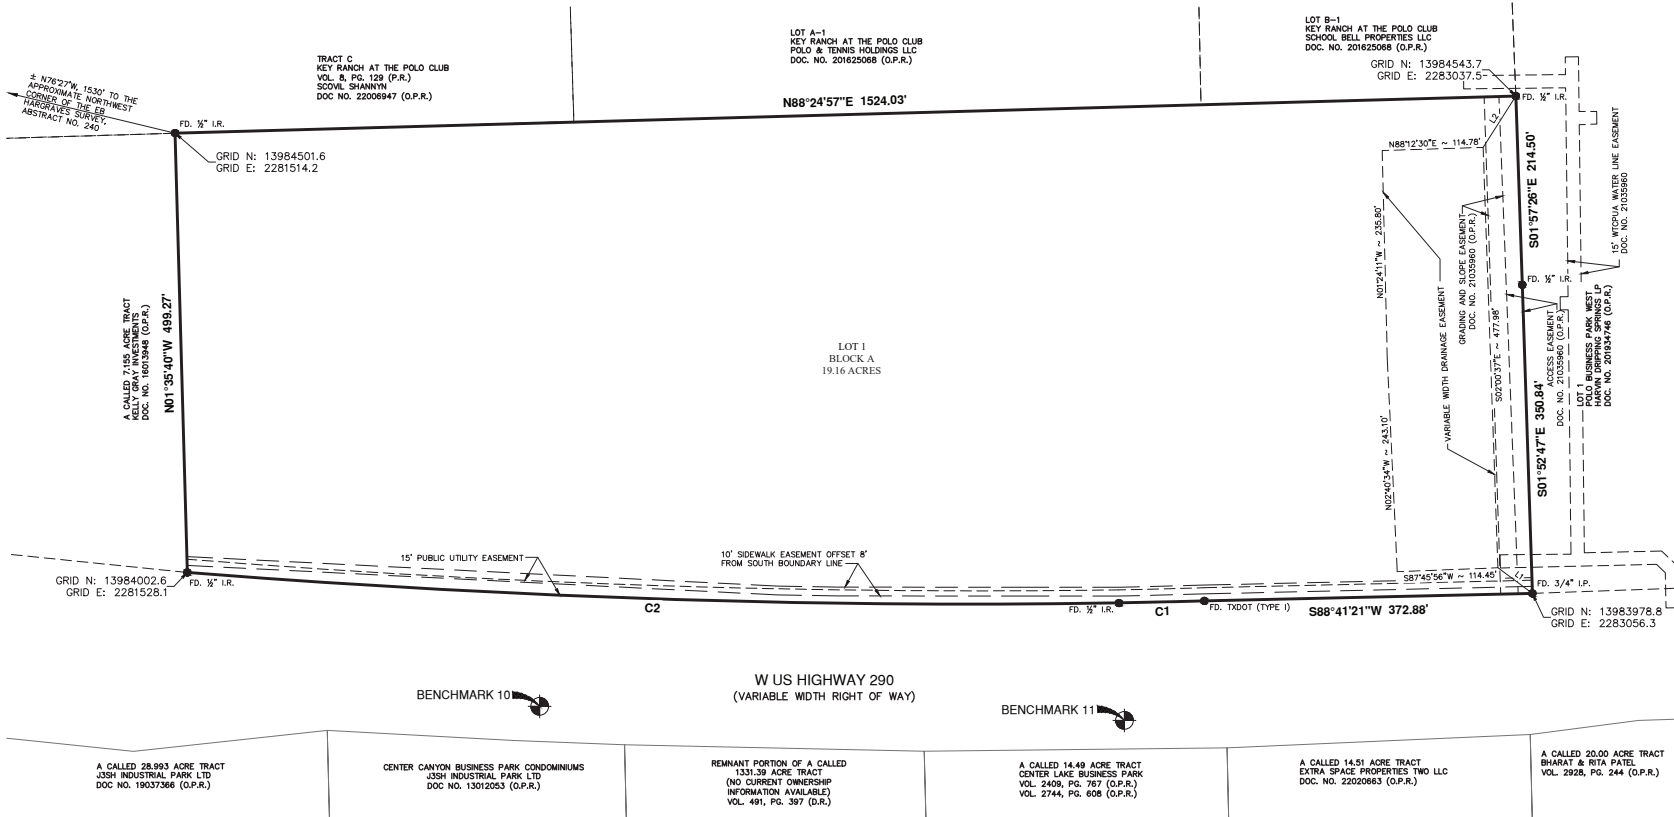 ± N76°27'W, 1530' TO THE
APPROXIMATE NORTHWEST
CORNER OF THE EB
HARGRAVES SURVEY,
ABSTRACT NO. 240
TRACT C
KEY RANCH AT THE POLO CLUB
VOL. 8, PG. 129 (P.R.)
SCOVIL SHANNYN
DOC NO. 22006947 (O.P.R.)
LOT A-1
KEY RANCH AT THE POLO CLUB
POLO & TENNIS HOLDINGS LLC
DOC. NO. 201625068 (O.P.R.)
LOT B-1
KEY RANCH AT THE POLO CLUB
SCHOOL BELL PROPERTIES LLC
DOC. NO. 201625068 (O.P.R.)
GRID N: 13984543.7
GRID E: 2283037.5
FD. ½" I.R.
N88°24'57"E 1524.03'
FD. ½" I.R.
GRID N: 13984501.6
GRID E: 2281514.2
L2
N88°12'30"E ~ 114.78'
S01°57'26"E 214.50'
15' WTCPUA WATER LINE EASEMENT
DOC. NO. 21035960
N01°24'11"W ~ 235.80'
GRADING AND SLOPE EASEMENT
DOC. NO. 21035960 (O.P.R.)
VARIABLE WIDTH DRAINAGE EASEMENT
S02°00'37"E ~ 477.98'
FD. ½" I.R.
ACCESS EASEMENT
DOC. NO. 21035960 (O.P.R.)
LOT 1
POLO BUSINESS PARK WEST
HARVIN DRIPPING SPRINGS LP
DOC. NO. 201934746 (O.P.R.)
S01°52'47"E 350.84'
N02°40'34"W ~ 243.10'
A CALLED 7.155 ACRE TRACT
KELLY GRAY INVESTMENTS
DOC. NO. 16013948 (O.P.R.)
N01°35'40"W 499.27'
LOT 1
BLOCK A
19.16 ACRES
15' PUBLIC UTILITY EASEMENT
10' SIDEWALK EASEMENT OFFSET 8'
FROM SOUTH BOUNDARY LINE
GRID N: 13984002.6
GRID E: 2281528.1
FD. ½" I.R.
C2
FD. ½" I.R.
C1
FD. TXDOT (TYPE I)
S88°41'21"W 372.88'
S87°45'56"W ~ 114.45'
L1
FD. 3/4" I.P.
GRID N: 13983978.8
GRID E: 2283056.3
W US HIGHWAY 290
(VARIABLE WIDTH RIGHT OF WAY)
BENCHMARK 10
BENCHMARK 11
A CALLED 28.993 ACRE TRACT
J3SH INDUSTRIAL PARK LTD
DOC NO. 19037366 (O.P.R.)
CENTER CANYON BUSINESS PARK CONDOMINIUMS
J3SH INDUSTRIAL PARK LTD
DOC NO. 13012053 (O.P.R.)
REMNANT PORTION OF A CALLED
1331.39 ACRE TRACT
(NO CURRENT OWNERSHIP
INFORMATION AVAILABLE)
VOL. 491, PG. 397 (D.R.)
A CALLED 14.49 ACRE TRACT
CENTER LAKE BUSINESS PARK
VOL. 2409, PG. 767 (O.P.R.)
VOL. 2744, PG. 608 (O.P.R.)
A CALLED 14.51 ACRE TRACT
EXTRA SPACE PROPERTIES TWO LLC
DOC. NO. 22020663 (O.P.R.)
A CALLED 20.00 ACRE TRACT
BHARAT & RITA PATEL
VOL. 2928, PG. 244 (O.P.R.)